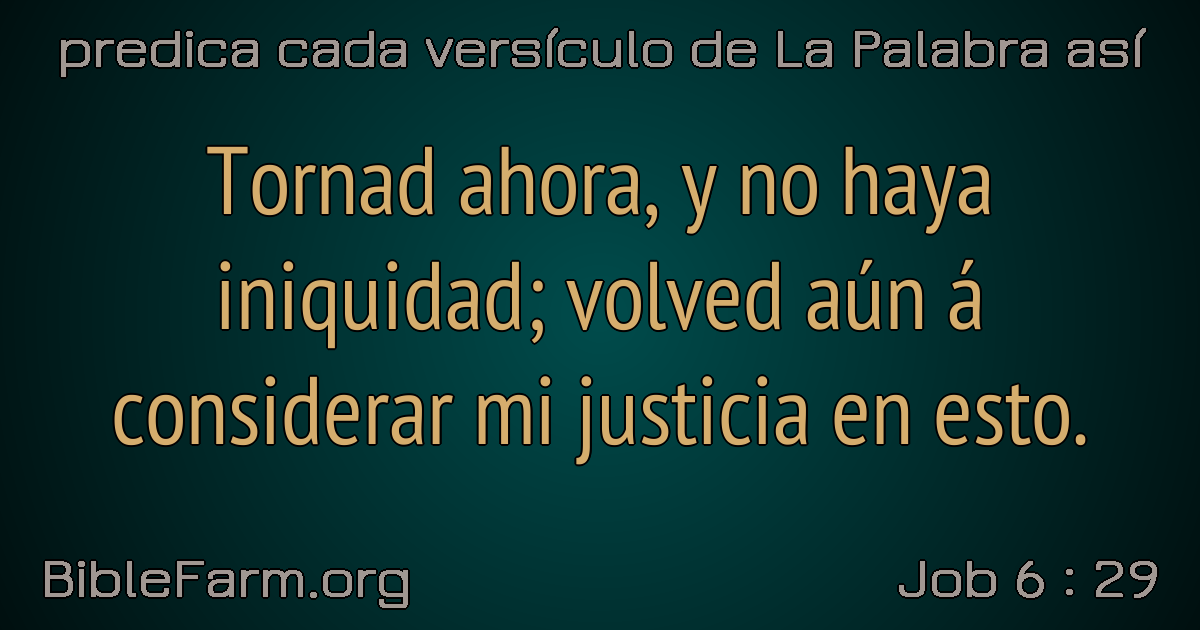 predica cada versículo de La Palabra así
Tornad ahora, y no haya
iniquidad; volved aún á
considerar mi justicia en esto.
BibleFarm.org
Job 6 : 29